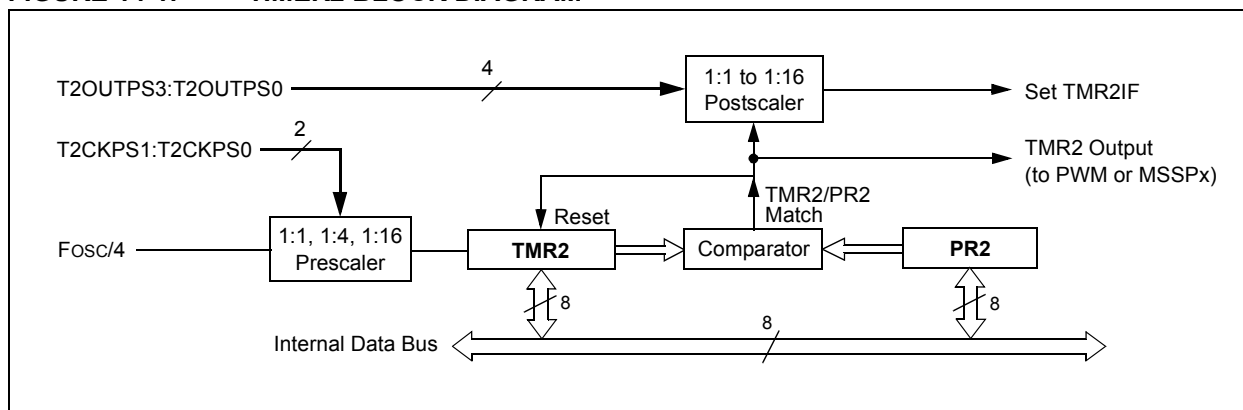 4
1:1 to 1:16
Postscaler
T2OUTPS3:T2OUTPS0
Set TMR2IF
2
T2CKPS1:T2CKPS0
TMR2 Output
(to PWM or MSSPx)
TMR2/PR2
Match
Reset
FOSC/4
1:1, 1:4, 1:16
Prescaler
TMR2
Comparator
PR2
8
8
8
Internal Data Bus